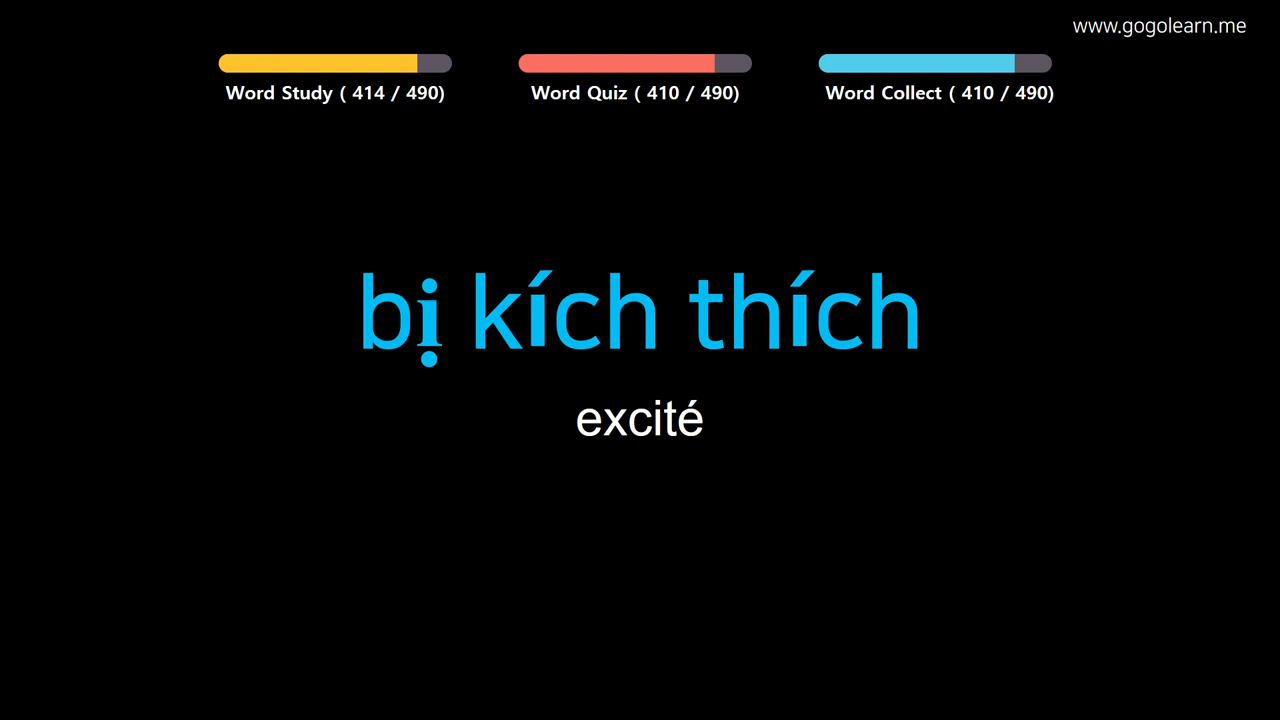 www.gogolearn.me
Word Study ( 414 / 490)
Word Quiz ( 410 / 490)
Word Collect ( 410 / 490)
bị kích thích
excité